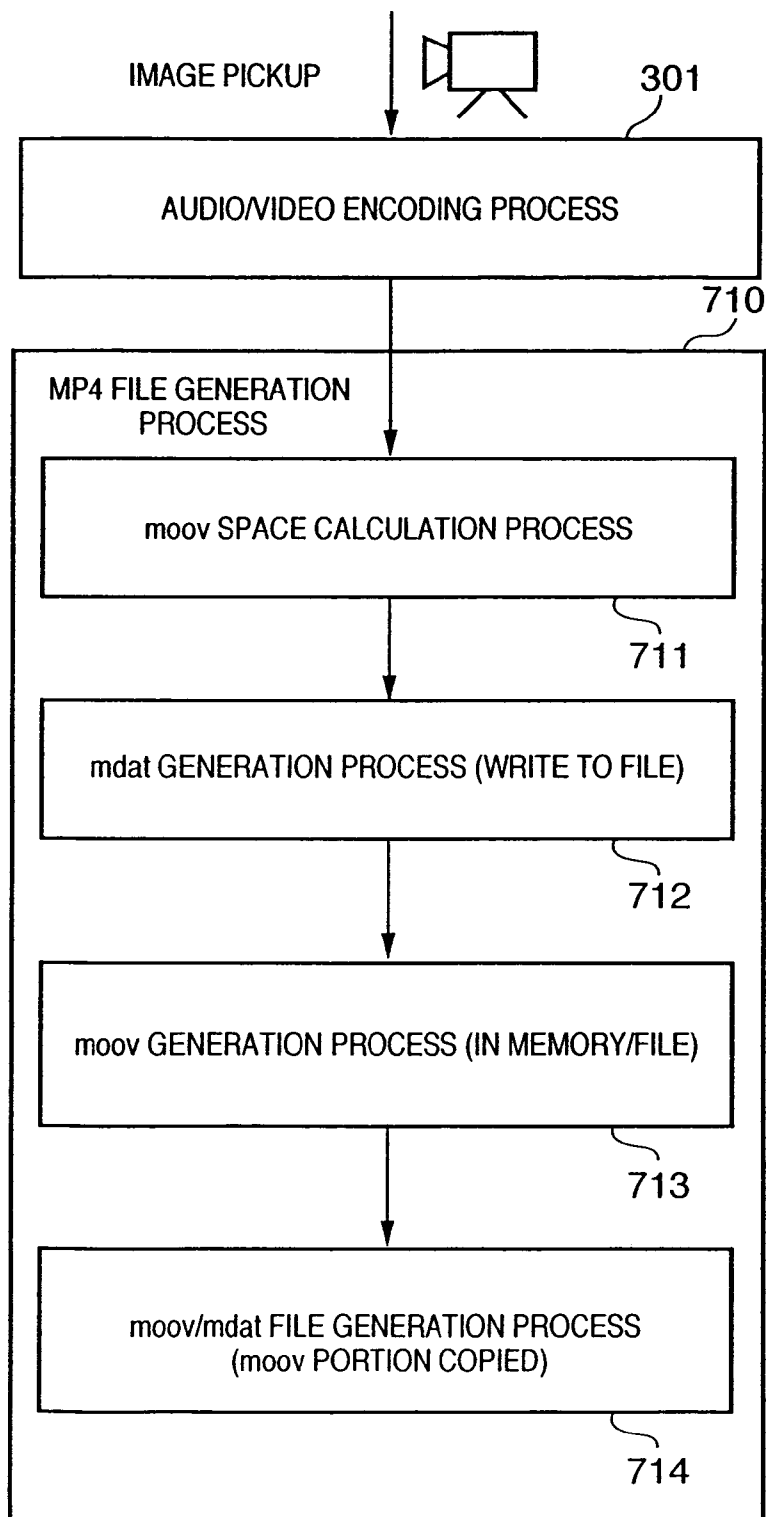 IMAGE PICKUP
301
AUDIO/VIDEO ENCODING PROCESS
710
MP4 FILE GENERATION
PROCESS
moov SPACE CALCULATION PROCESS
711
mdat GENERATION PROCESS (WRITE TO FILE)
712
moov GENERATION PROCESS (IN MEMORY/FILE)
713
moov/mdat FILE GENERATION PROCESS
(moov PORTION COPIED)
714